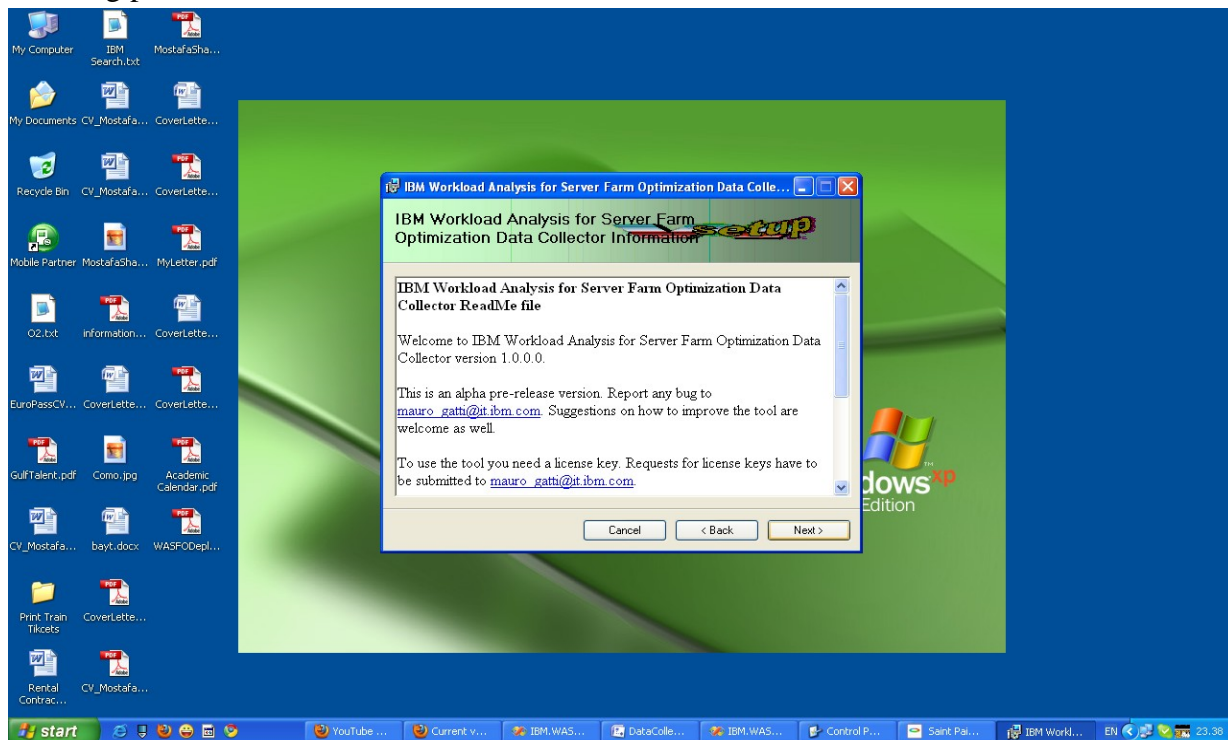 My Computer
IBM
Search.txt
MostafaSha...
My Documents
CV_Mostafa...
CoverLette...
Recycle Bin
CV_Mostafa...
CoverLette...
Mobile Partner
MostafaSha...
MyLetter.pdf
O2.txt
information...
CoverLette...
EuroPassCV...
CoverLette...
CoverLette...
GulfTalent.pdf
Como.jpg
Academic
Calendar.pdf
CV_Mostafa...
bayt.docx
WASFODepl...
Print Train
Tikcets
CoverLette...
Rental
Contrac...
CV_Mostafa...
IBM Workload Analysis for Server Farm Optimization Data Colle...
IBM Workload Analysis for Server Farm
Optimization Data Collector Information
setup
IBM Workload Analysis for Server Farm Optimization Data
Collector ReadMe file
Welcome to IBM Workload Analysis for Server Farm Optimization Data
Collector version 1.0.0.0.
This is an alpha pre-release version. Report any bug to
mauro_gatti@it.ibm.com. Suggestions on how to improve the tool are
welcome as well.
To use the tool you need a license key. Requests for license keys have to
be submitted to mauro_gatti@it.ibm.com.
Cancel
< Back
Next >
dows xp
Edition
start
YouTube ...
Current v...
IBM.WAS...
DataColle...
IBM.WAS...
Control P...
Saint Pai...
IBM Workl...
EN
23.38